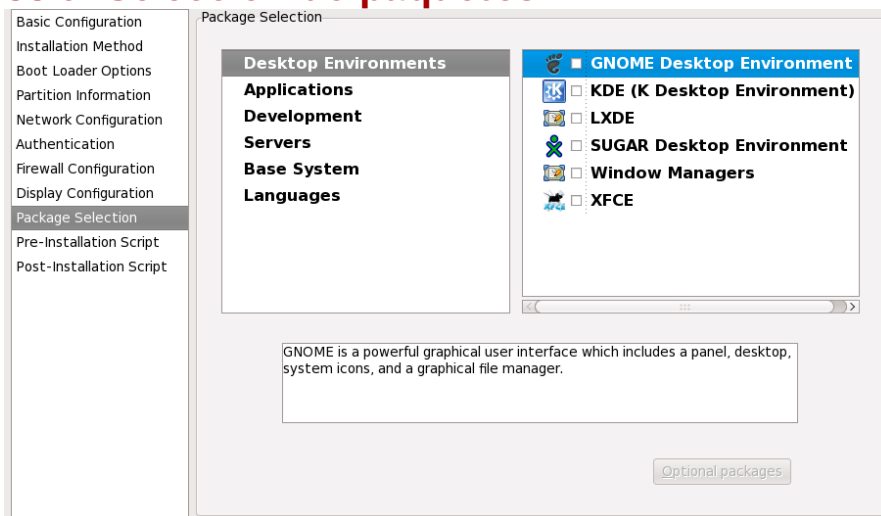 Basic Configuration
Installation Method
Boot Loader Options
Partition Information
Network Configuration
Authentication
Firewall Configuration
Display Configuration
Package Selection
Pre-Installation Script
Post-Installation Script
Package Selection
Desktop Environments
Applications
Development
Servers
Base System
Languages
GNOME Desktop Environment
KDE (K Desktop Environment)
LXDE
SUGAR Desktop Environment
Window Managers
XFCE
GNOME is a powerful graphical user interface which includes a panel, desktop,
system icons, and a graphical file manager.
Optional packages